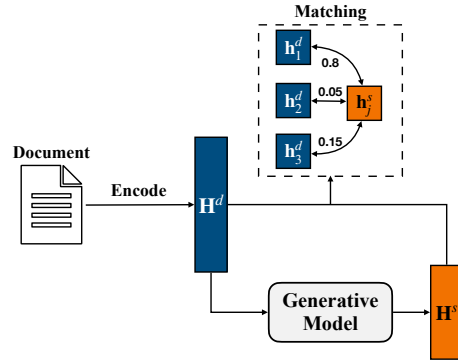 Matching
h₁ᵈ
0.8
h₂ᵈ
0.05
hⱼˢ
h₃ᵈ
0.15
Document
Encode
Hᵈ
Generative
Model
Hˢ